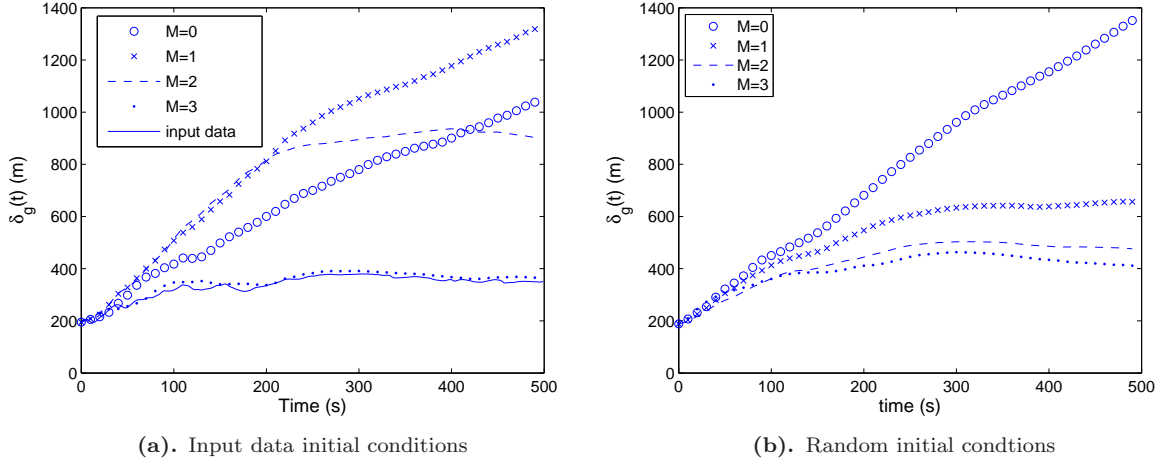 1400
1200
1000
800
600
400
200
0
δg(t) (m)
M=0
M=1
M=2
M=3
input data
0 100 200 300 400 500
Time (s)
(a). Input data initial conditions
1400
1200
1000
800
600
400
200
0
δg(t) (m)
M=0
M=1
M=2
M=3
0 100 200 300 400 500
time (s)
(b). Random initial condtions